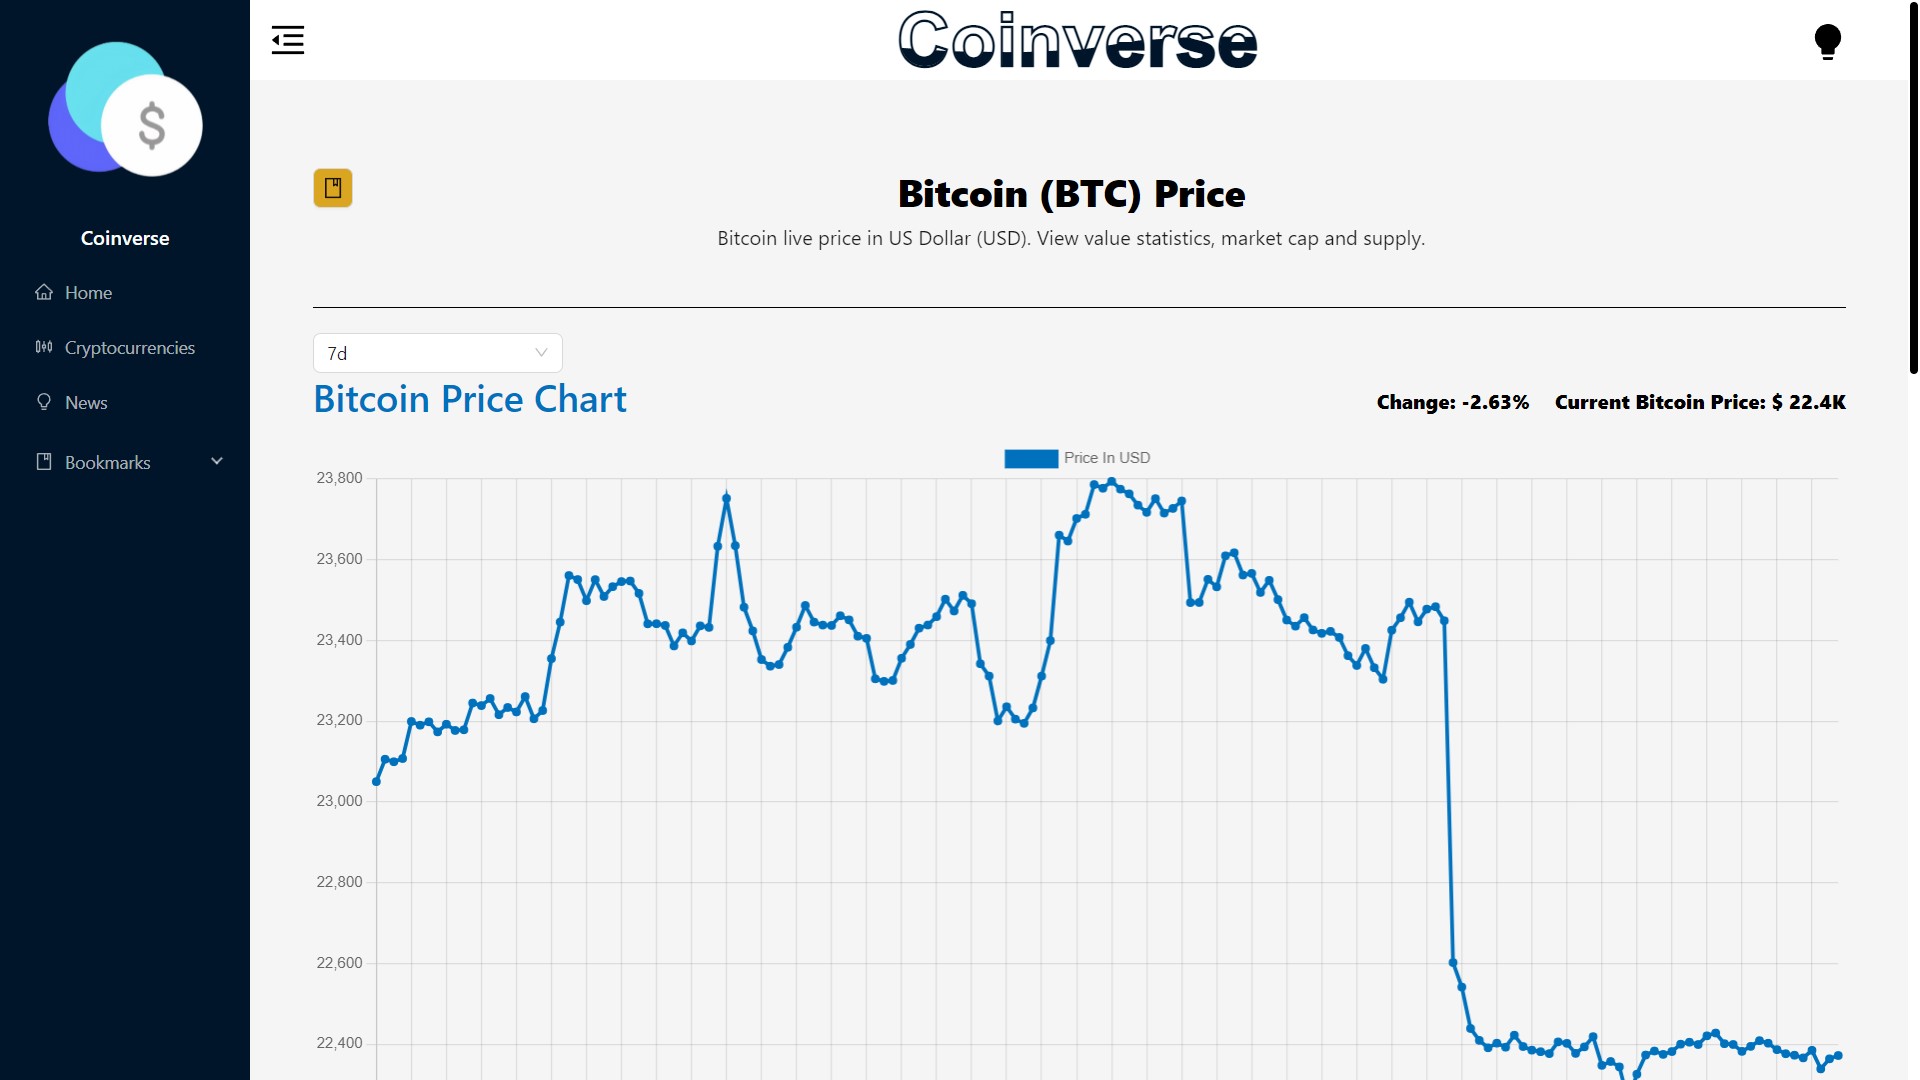 Coinverse
$
Coinverse
Home
Cryptocurrencies
News
Bookmarks
Bitcoin (BTC) Price
Bitcoin live price in US Dollar (USD). View value statistics, market cap and supply.
7d
Bitcoin Price Chart
Change: -2.63% Current Bitcoin Price: $ 22.4K
Price In USD
23,800
23,600
23,400
23,200
23,000
22,800
22,600
22,400